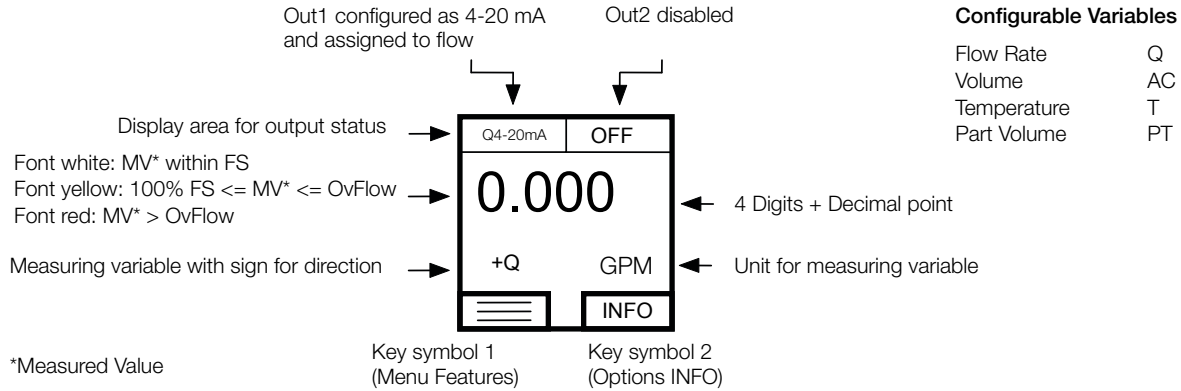 Out1 configured as 4-20 mA
and assigned to flow
Out2 disabled
Configurable Variables
Flow Rate Q
Volume AC
Temperature T
Part Volume PT
Display area for output status
Q4-20mA
OFF
Font white: MV* within FS
Font yellow: 100% FS <= MV* <= OvFlow
Font red: MV* > OvFlow
0.000
4 Digits + Decimal point
Measuring variable with sign for direction
+Q
GPM
Unit for measuring variable
INFO
*Measured Value
Key symbol 1
(Menu Features)
Key symbol 2
(Options INFO)